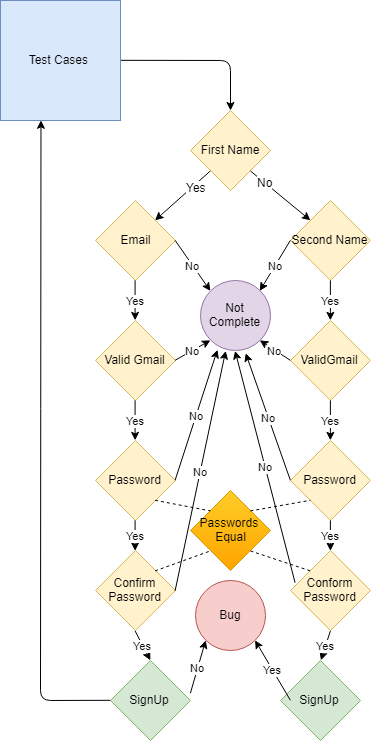 Test Cases
First Name
Yes
No
Email
Second Name
No
No
Yes
Yes
Not
Complete
Valid Gmail
No
No
ValidGmail
Yes
Yes
No
No
Password
No
No
Password
Passwords
Equal
Yes
Yes
Confirm
Password
Conform
Password
Bug
Yes
Yes
No
Yes
SignUp
SignUp